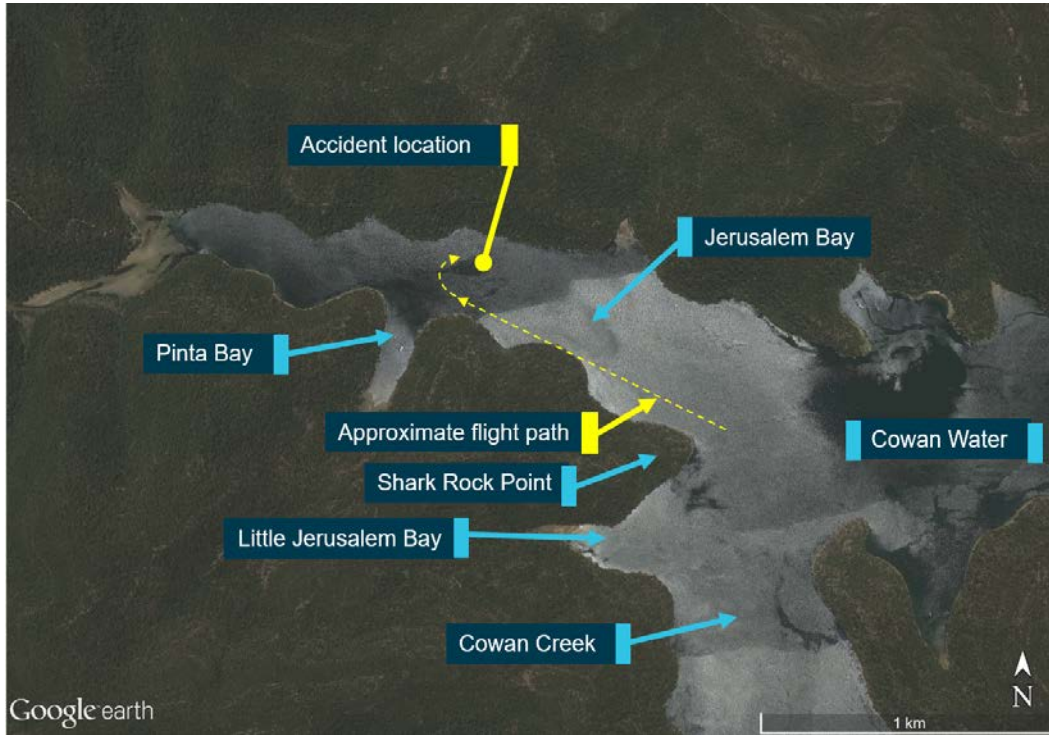 Accident location
Jerusalem Bay
Pinta Bay
Approximate flight path
Cowan Water
Shark Rock Point
Little Jerusalem Bay
Cowan Creek
N
Google earth
1 km